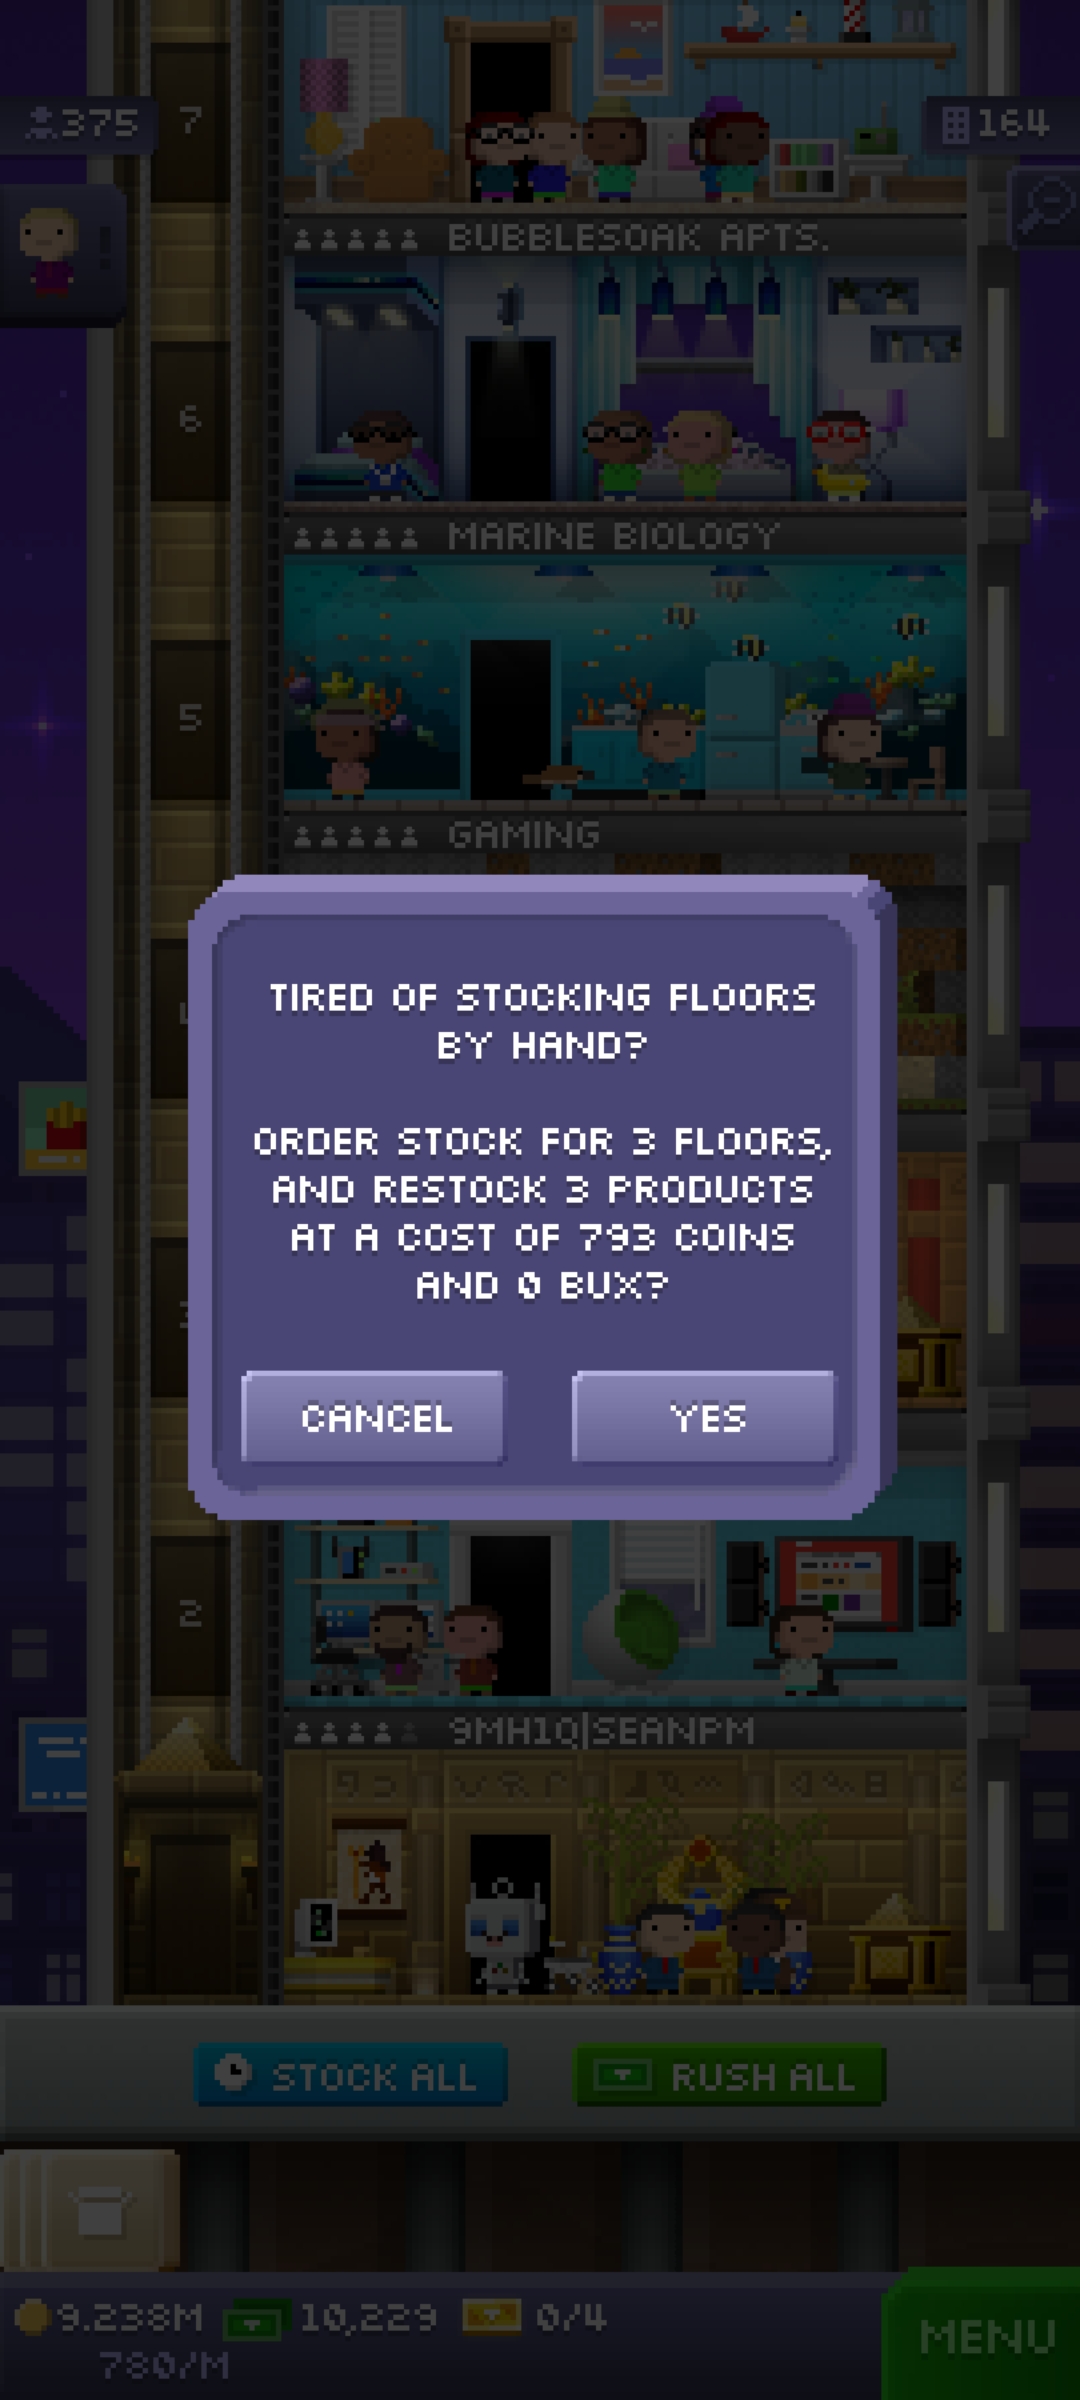 375
7
164
BUBBLESOAK APTS.
6
MARINE BIOLOGY
5
GAMING
TIRED OF STOCKING FLOORS
BY HAND?
ORDER STOCK FOR 3 FLOORS,
AND RESTOCK 3 PRODUCTS
AT A COST OF 793 COINS
AND 0 BUX?
CANCEL
YES
2
9MH1Q|SEANPM
STOCK ALL
RUSH ALL
9.238M
10,229
0/4
780/M
MENU